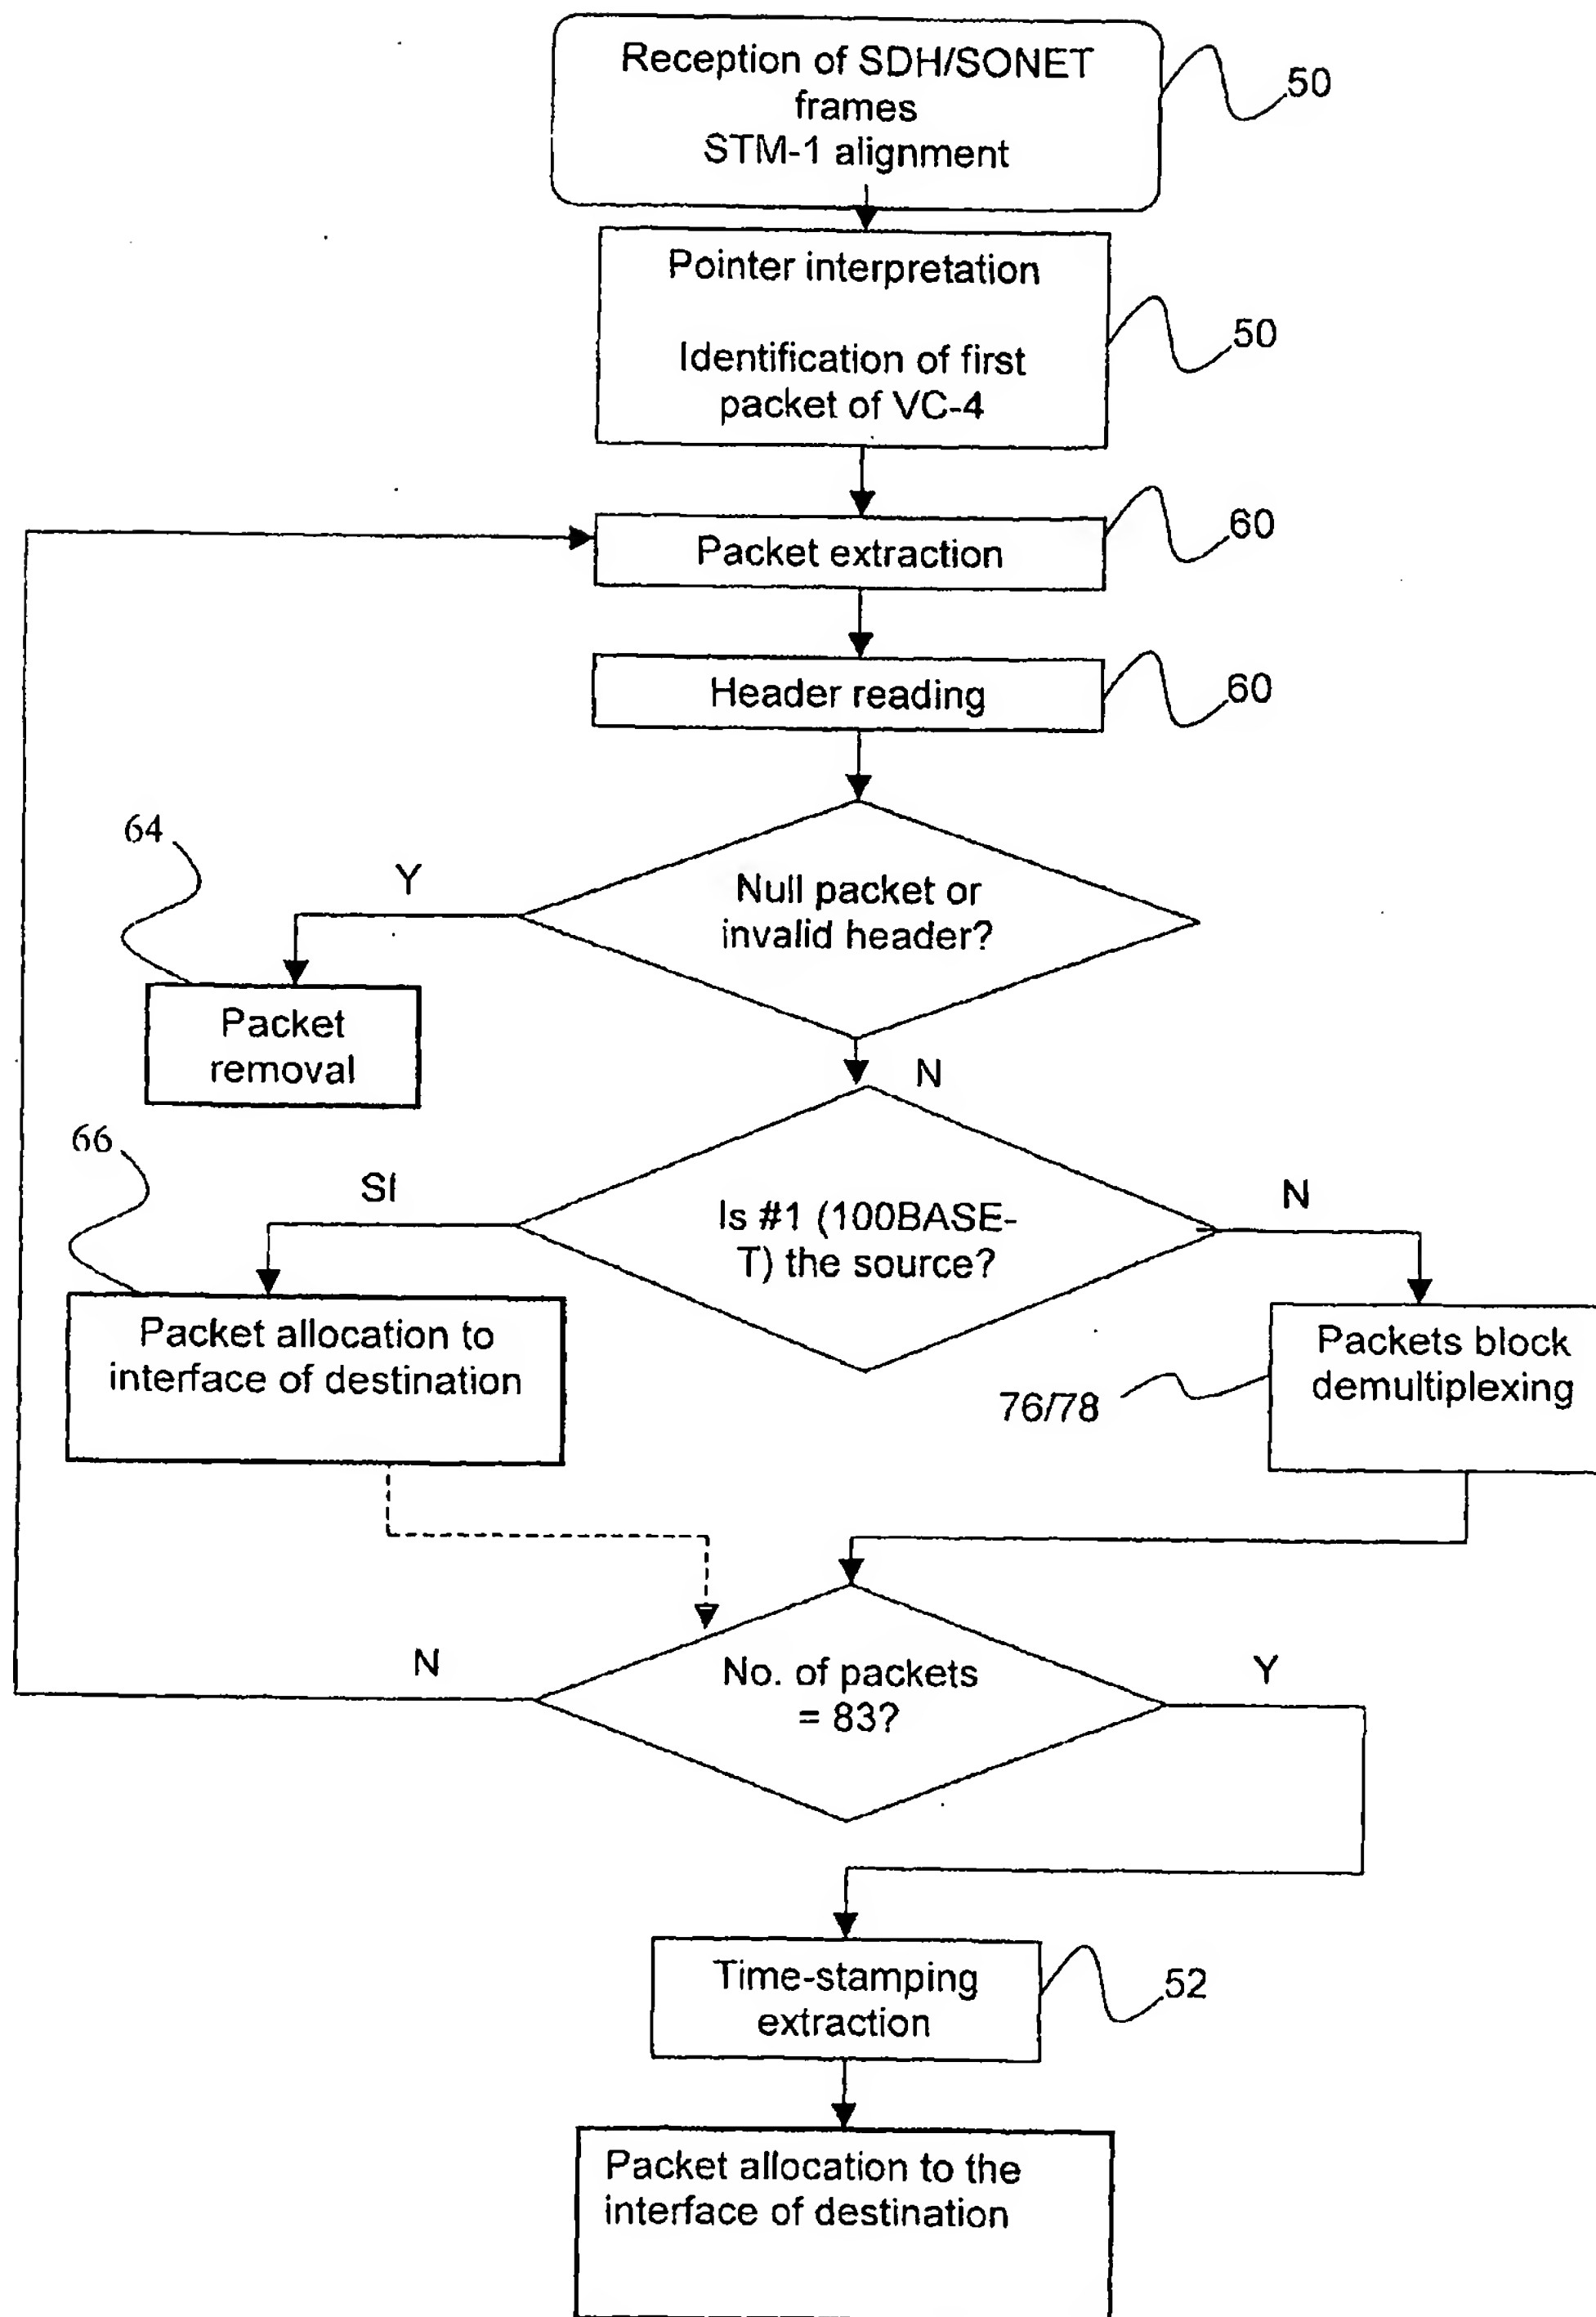 Reception of SDH/SONET
frames
STM-1 alignment
50
Pointer interpretation
50
Identification of first
packet of VC-4
60
Packet extraction
Header reading
60
64
Y
Null packet or
invalid header?
Packet
removal
N
66
SI
N
Is #1 (100BASE-
T) the source?
Packet allocation to
interface of destination
Packets block
demultiplexing
76/78
N
No. of packets
= 83?
Y
Time-stamping
extraction
52
Packet allocation to the
interface of destination